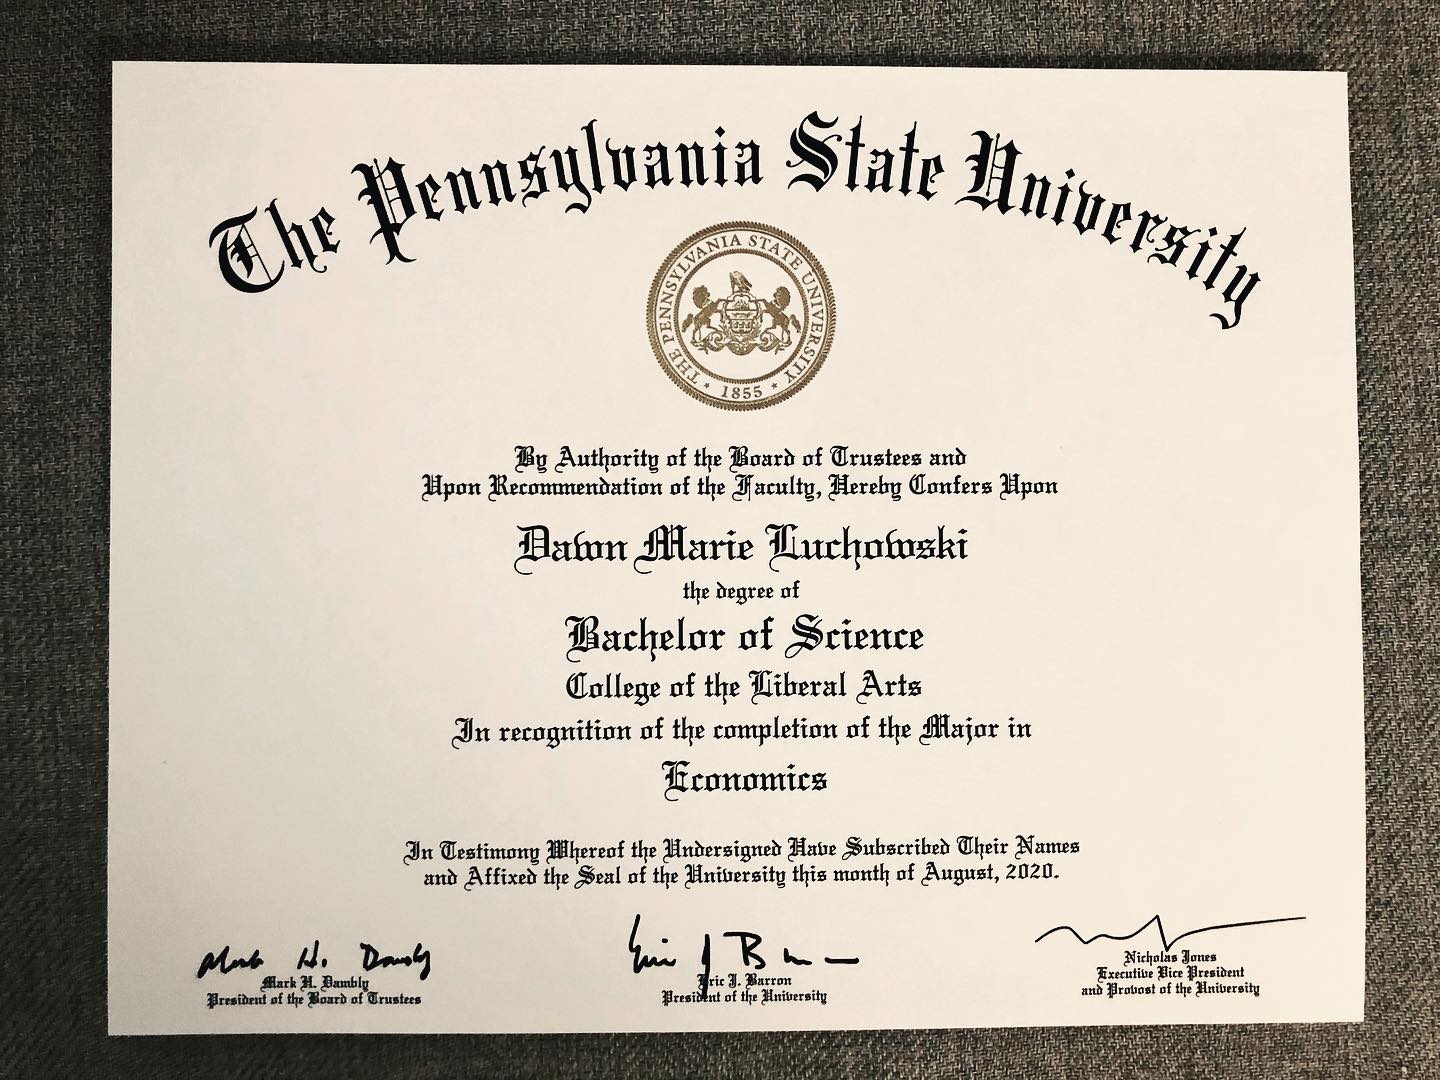 The Pennsylvania State University
THE PENNSYLVANIA STATE UNIVERSITY
1855
By Authority of the Board of Trustees and
Upon Recommendation of the Faculty, Hereby Confers Upon
Dawn Marie Luchowski
the degree of
Bachelor of Science
College of the Liberal Arts
In recognition of the completion of the Major in
Economics
In Testimony Whereof the Undersigned Have Subscribed Their Names
and Affixed the Seal of the University this month of August, 2020.
Mark H. Dambly
Mark H. Dambly
President of the Board of Trustees
Eric J Barron
Eric J. Barron
President of the University
Nicholas Jones
Executive Vice President
and Provost of the University